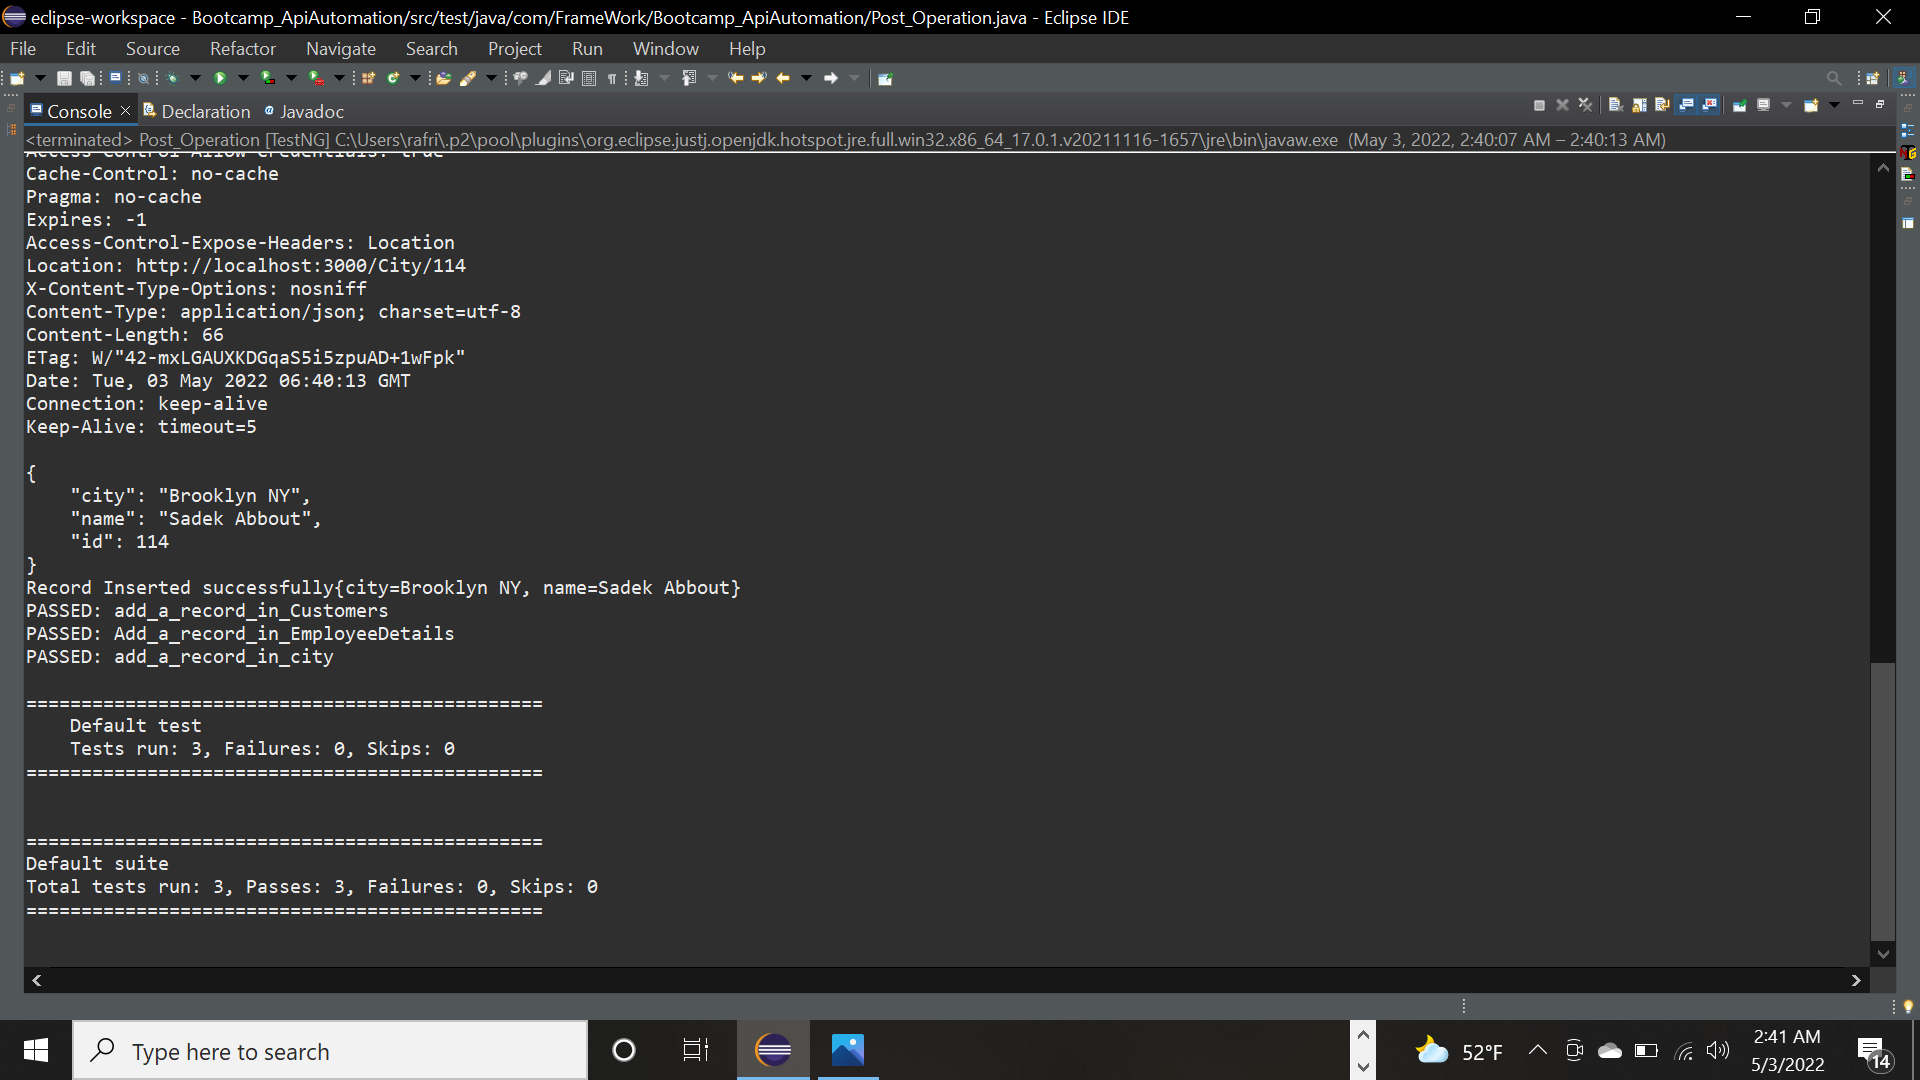 eclipse-workspace - Bootcamp_ApiAutomation/src/test/java/com/FrameWork/Bootcamp_ApiAutomation/Post_Operation.java - Eclipse IDE
File Edit Source Refactor Navigate Search Project Run Window Help
Console Declaration Javadoc
<terminated> Post_Operation [TestNG] C:\Users\rafri\.p2\pool\plugins\org.eclipse.justj.openjdk.hotspot.jre.full.win32.x86_64_17.0.1.v20211116-1657\jre\bin\javaw.exe (May 3, 2022, 2:40:07 AM – 2:40:13 AM)
Access-Control-Allow-Credentials: true
Cache-Control: no-cache
Pragma: no-cache
Expires: -1
Access-Control-Expose-Headers: Location
Location: http://localhost:3000/City/114
X-Content-Type-Options: nosniff
Content-Type: application/json; charset=utf-8
Content-Length: 66
ETag: W/"42-mxLGAUXKDGqaS5i5zpuAD+1wFpk"
Date: Tue, 03 May 2022 06:40:13 GMT
Connection: keep-alive
Keep-Alive: timeout=5
{
"city": "Brooklyn NY",
"name": "Sadek Abbout",
"id": 114
}
Record Inserted successfully{city=Brooklyn NY, name=Sadek Abbout}
PASSED: add_a_record_in_Customers
PASSED: Add_a_record_in_EmployeeDetails
PASSED: add_a_record_in_city
===============================================
Default test
Tests run: 3, Failures: 0, Skips: 0
===============================================
===============================================
Default suite
Total tests run: 3, Passes: 3, Failures: 0, Skips: 0
===============================================
Type here to search
52°F
2:41 AM
5/3/2022
14